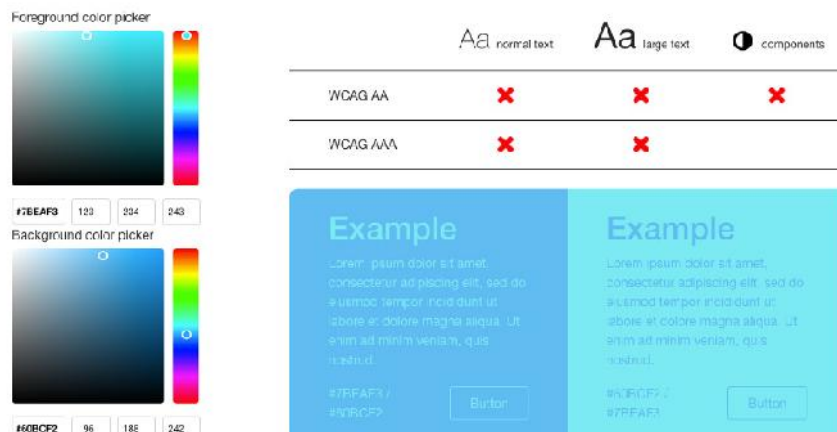 Foreground color picker
Aa normal text
Aa large text
components
WCAG AA
WCAG AAA
#7BEAF3 123 234 243
Background color picker
#60BCF2 96 188 242
Example
Lorem ipsum dolor sit amet,
consectetur adipiscing elit, sed do
eiusmod tempor incididunt ut
labore et dolore magna aliqua. Ut
enim ad minim veniam, quis
nostrud.
#7BEAF3 /
#60BCF2
Button
Example
Lorem ipsum dolor sit amet,
consectetur adipiscing elit, sed do
eiusmod tempor incididunt ut
labore et dolore magna aliqua. Ut
enim ad minim veniam, quis
nostrud.
#60BCF2 /
#7BEAF3
Button